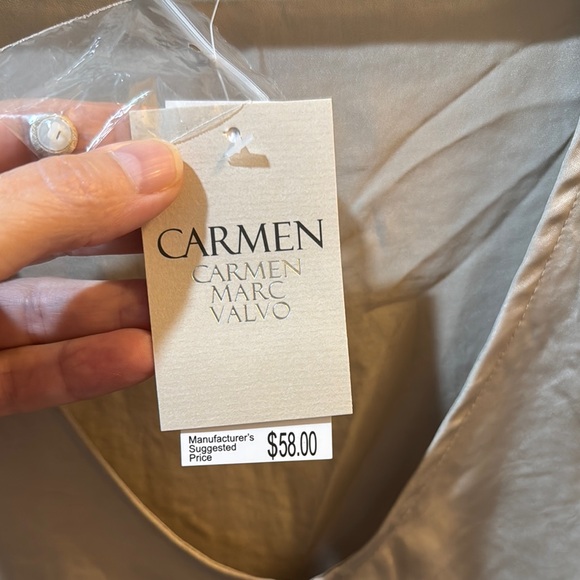 CARMEN
CARMEN
MARC
VALVO
Manufacturer's
Suggested
Price
$58.00